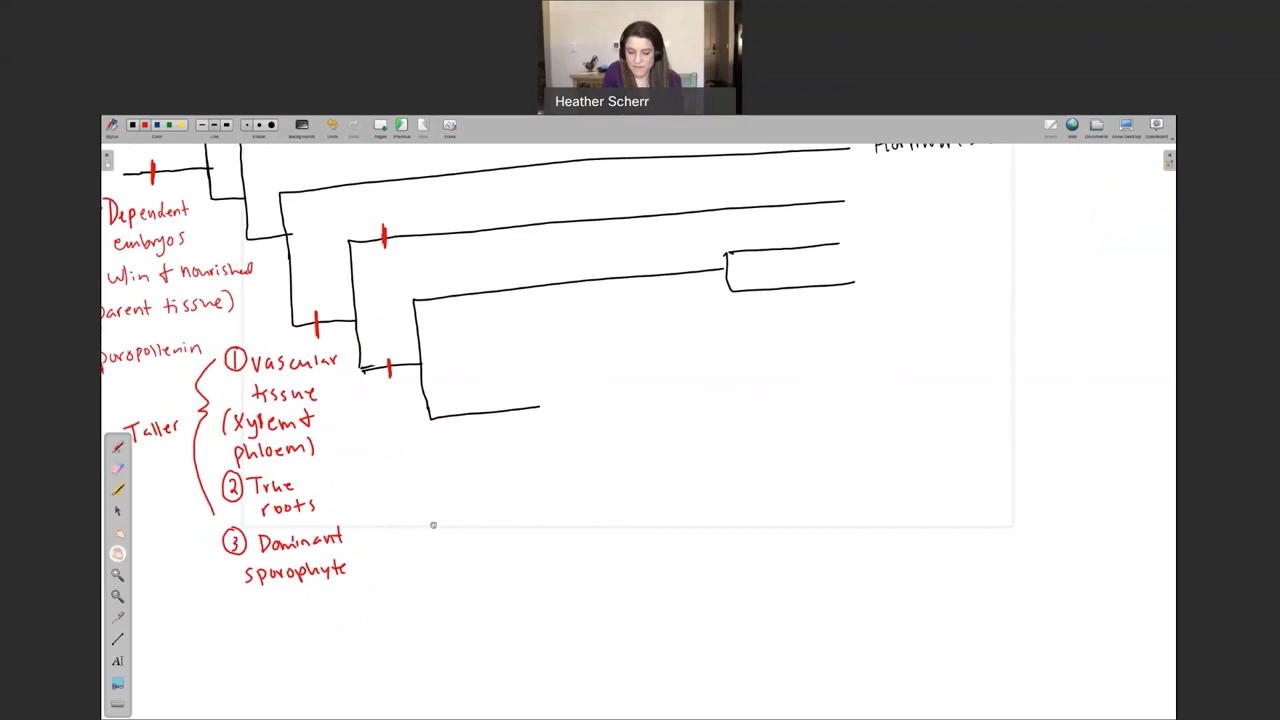 Heather Scherr
Dependent
embryos
w/in & nourished
parent tissue)
Taller
① Vascular
tissue
(xylem &
phloem)
② True
roots
③ Dominant
sporophyte